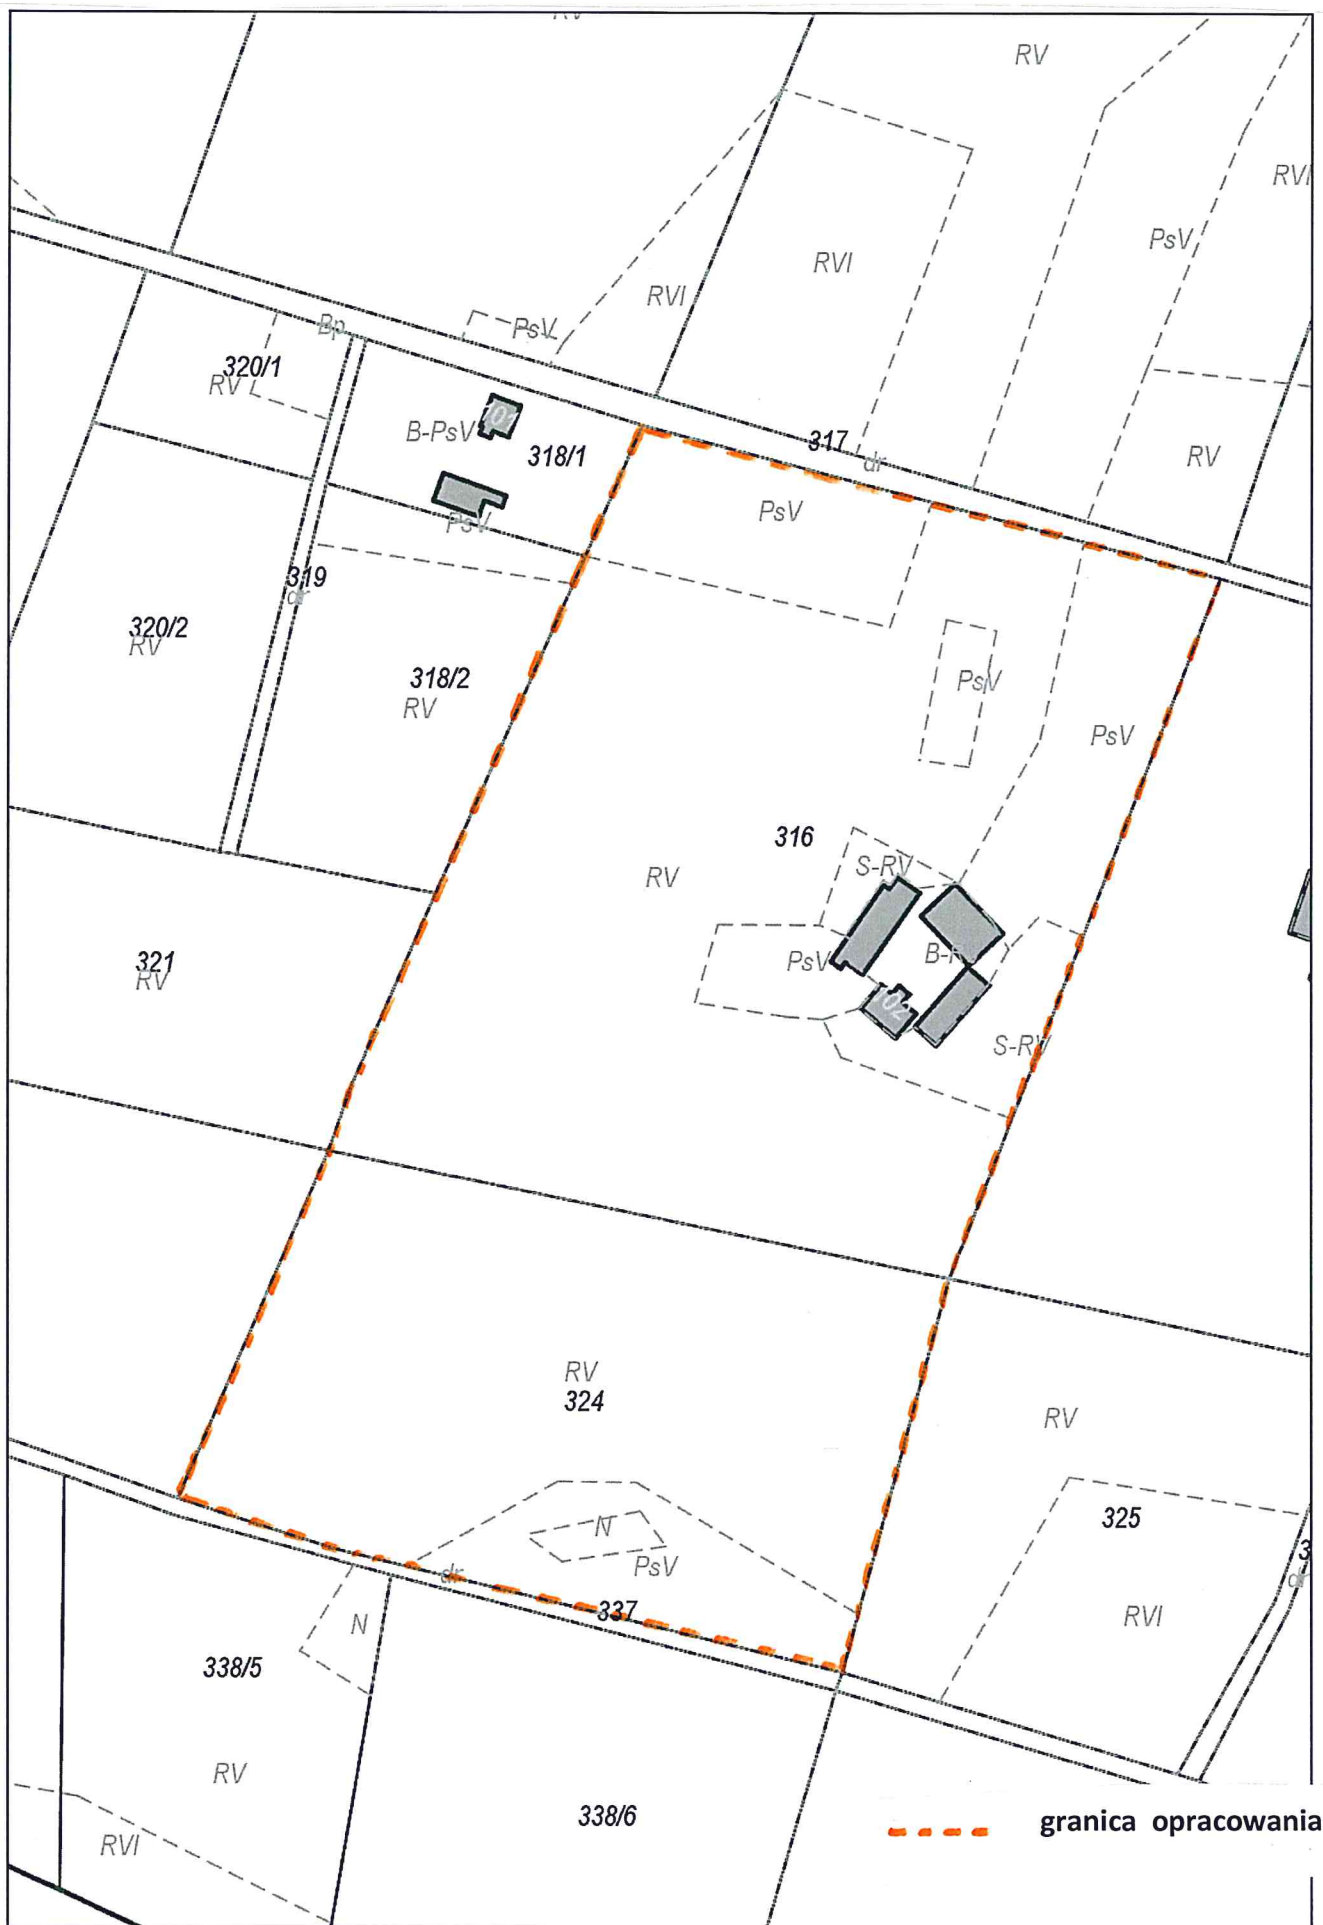 RV
RVI
PsV
RVI
RVI
Bp
PsV
320/1
RV
B-PsV
318/1
317
dr
RV
PsV
PsV
319
dr
320/2
RV
318/2
RV
PsV
PsV
316
RV
S-RV
321
RV
PsV
102
S-RV
RV
324
RV
325
N
PsV
dr
337
RVI
dr
N
338/5
RV
338/6
RVI
granica opracowania